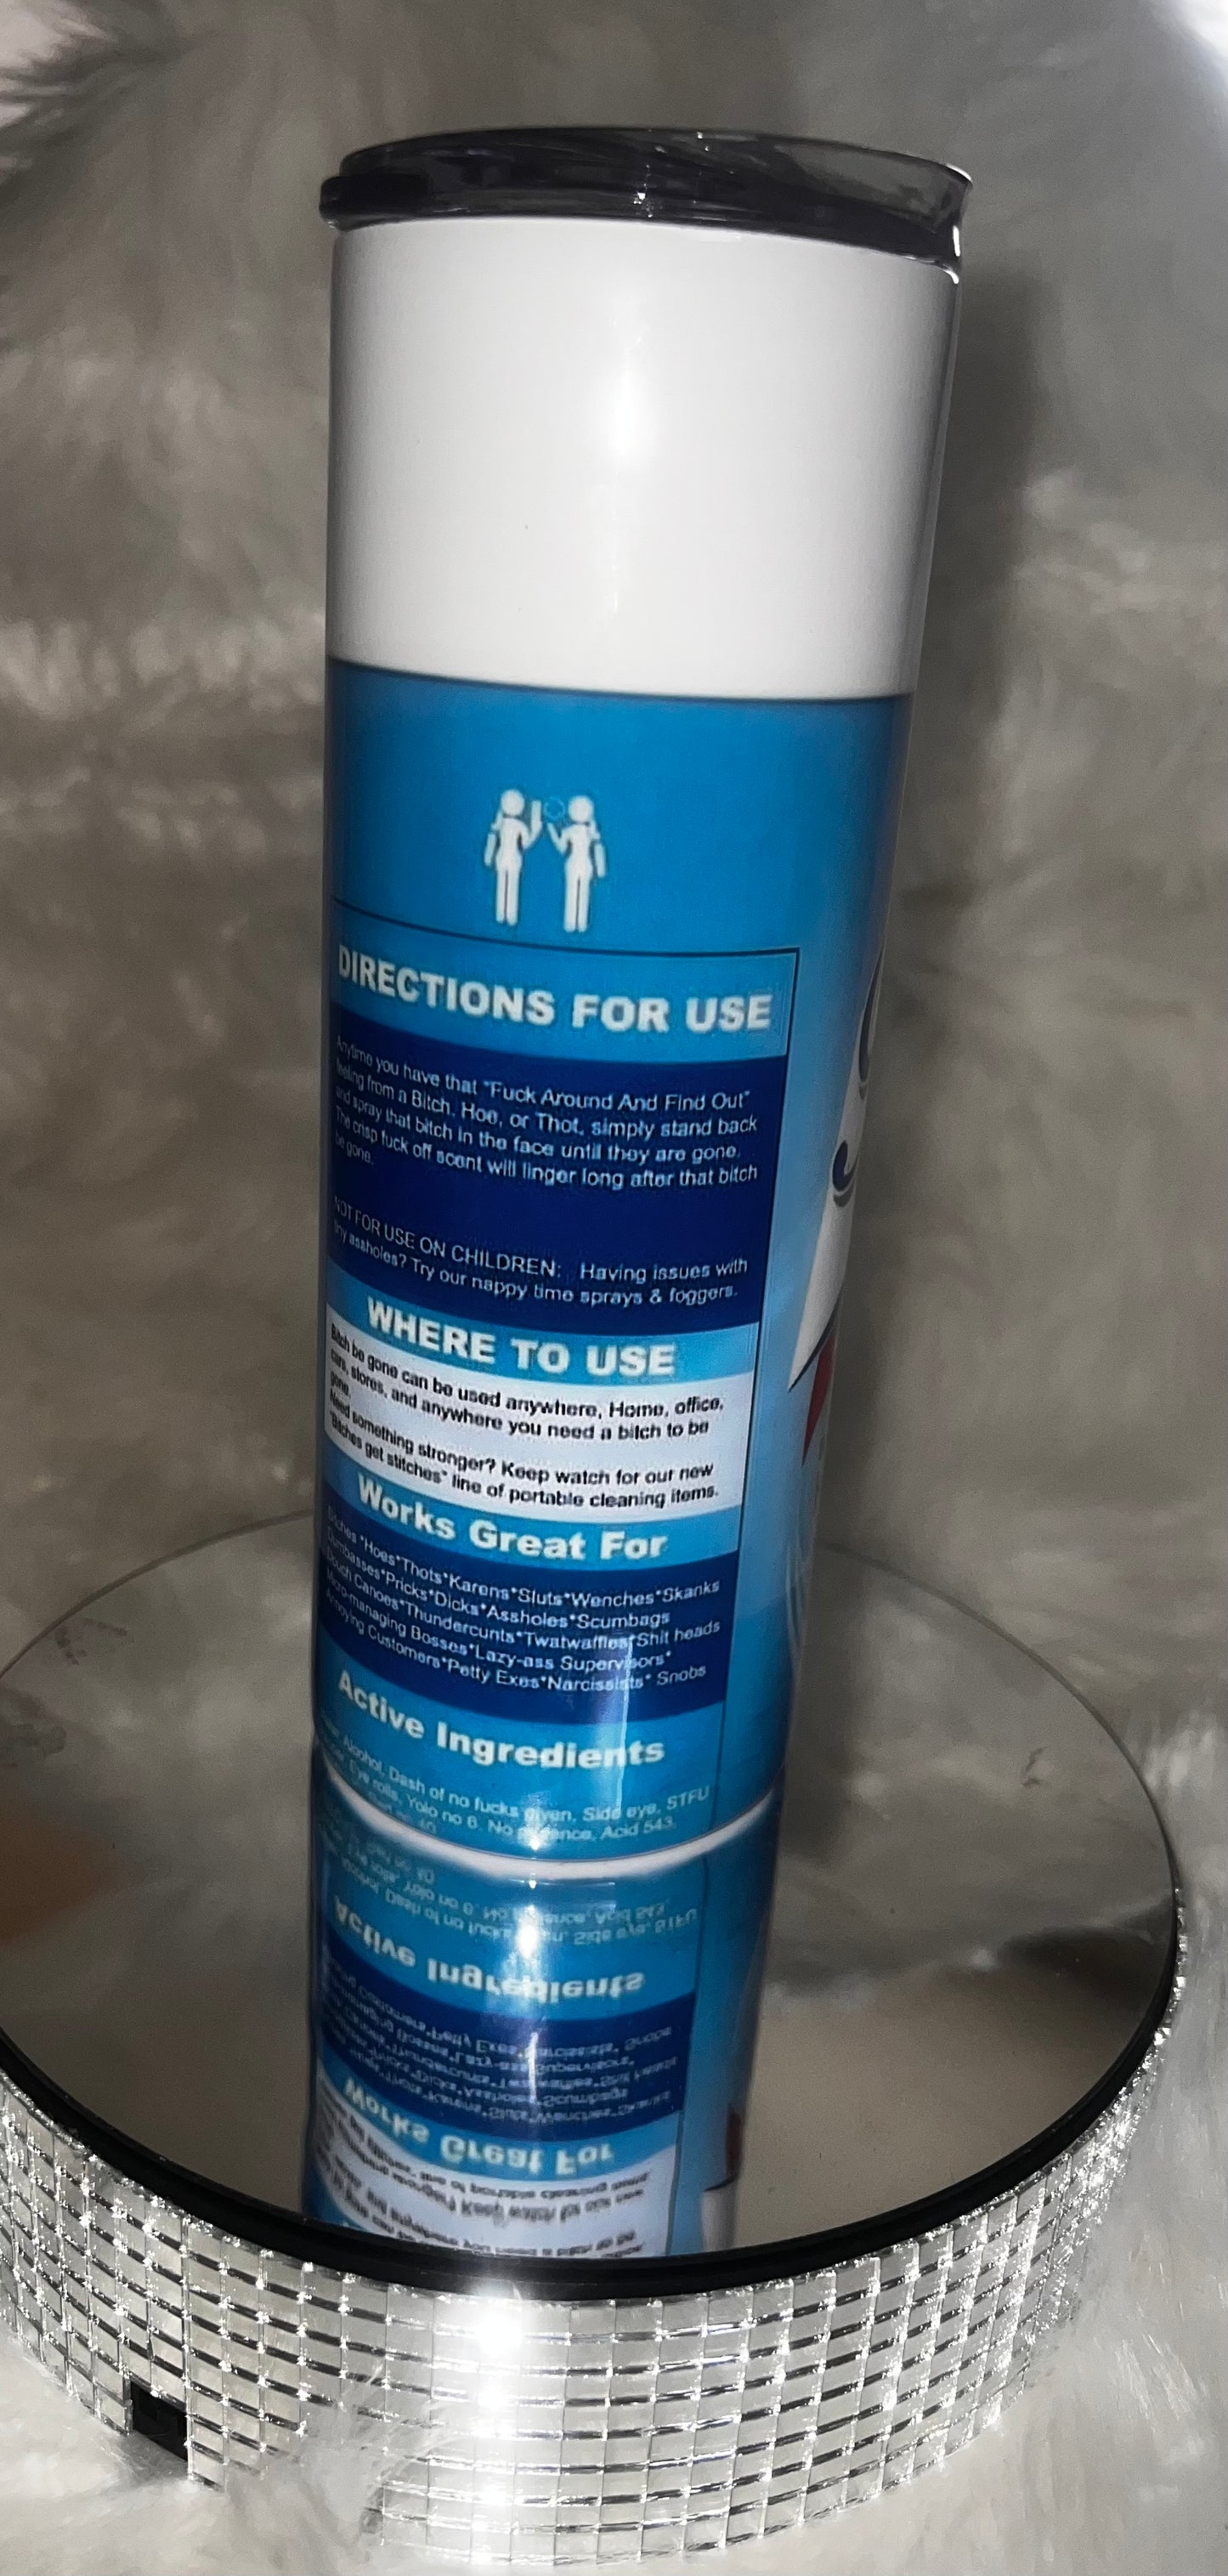 DIRECTIONS FOR USE
Anytime you have that "Fuck Around And Find Out"
feeling from a Bitch, Hoe, or Thot, simply stand back
and spray that bitch in the face until they are gone.
The crisp fuck off scent will linger long after that bitch
be gone.
NOT FOR USE ON CHILDREN: Having issues with
tiny assholes? Try our nappy time sprays & foggers.
WHERE TO USE
Bitch be gone can be used anywhere, Home, office,
cars, stores, and anywhere you need a bitch to be
gone.
Need something stronger? Keep watch for our new
"Bitches get stitches" line of portable cleaning items.
Works Great For
Bitches*Hoes*Thots*Karens*Sluts*Wenches*Skanks
Dumbasses*Pricks*Dicks*Assholes*Scumbags
Douch Canoes*Thundercunts*Twatwaffles*Shit heads
Micro-managing Bosses*Lazy-ass Supervisors*
Annoying Customers*Petty Exes*Narcissists* Snobs
Active Ingredients
Alcohol, Dash of no fucks given, Side eye, STFU
Eye rolls, Yolo no 6, No, Acid 543,